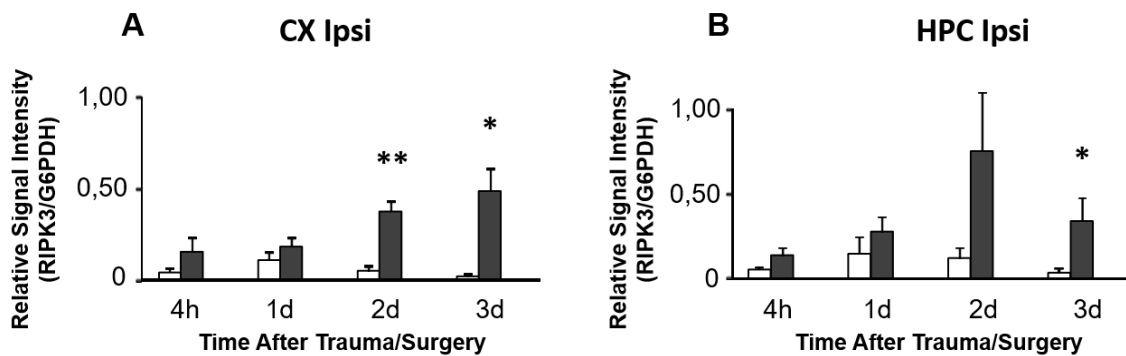 A
CX Ipsi
Relative Signal Intensity
(RIPK3/G6PDH)
1,00
0,50
0
**
*
4h 1d 2d 3d
Time After Trauma/Surgery
B
HPC Ipsi
Relative Signal Intensity
(RIPK3/G6PDH)
1,00
0,50
0
*
4h 1d 2d 3d
Time After Trauma/Surgery